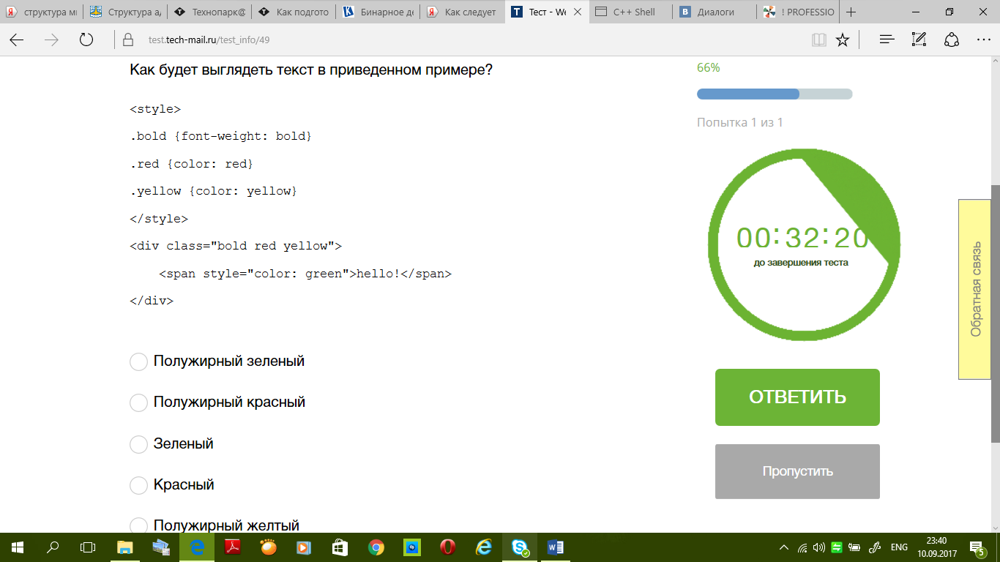 структура ми
Структура ад
Технопарк@
Как подгото
Бинарное де
Как следует
Тест - We
C++ Shell
Диалоги
! PROFESSIO
test.tech-mail.ru/test_info/49
Как будет выглядеть текст в приведенном примере?
<style>
.bold {font-weight: bold}
.red {color: red}
.yellow {color: yellow}
</style>
<div class="bold red yellow">
<span style="color: green">hello!</span>
</div>
Полужирный зеленый
Полужирный красный
Зеленый
Красный
Полужирный желтый
66%
Попытка 1 из 1
00:32:20
до завершения теста
ОТВЕТИТЬ
Пропустить
Обратная связь
ENG
23:40
10.09.2017
5